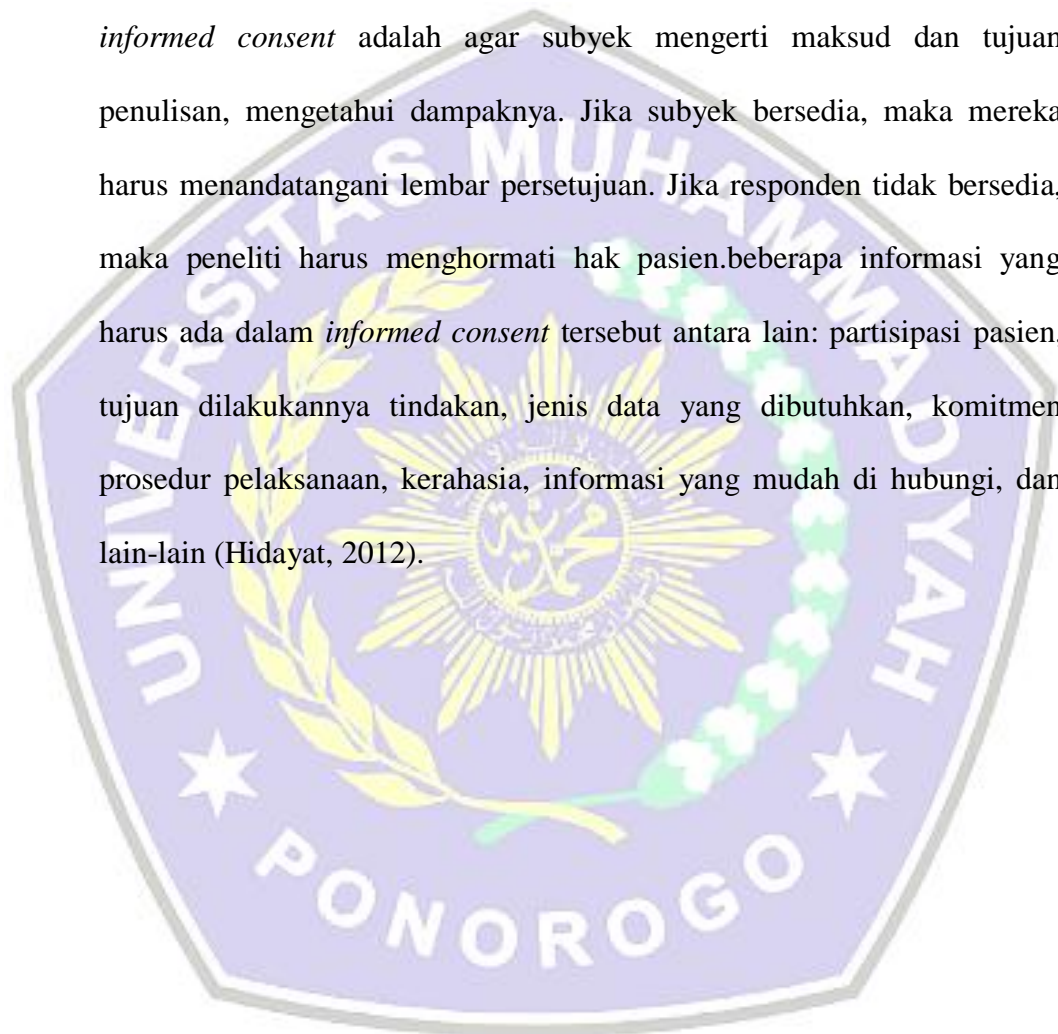 informed consent adalah agar subyek mengerti maksud dan tujuan
penulisan, mengetahui dampaknya. Jika subyek bersedia, maka mereka
harus menandatangani lembar persetujuan. Jika responden tidak bersedia,
maka peneliti harus menghormati hak pasien.beberapa informasi yang
harus ada dalam informed consent tersebut antara lain: partisipasi pasien,
tujuan dilakukannya tindakan, jenis data yang dibutuhkan, komitmen
prosedur pelaksanaan, kerahasia, informasi yang mudah di hubungi, dan
lain-lain (Hidayat, 2012).
UNIVERSITAS MUHAMMADIYAH
PONOROGO